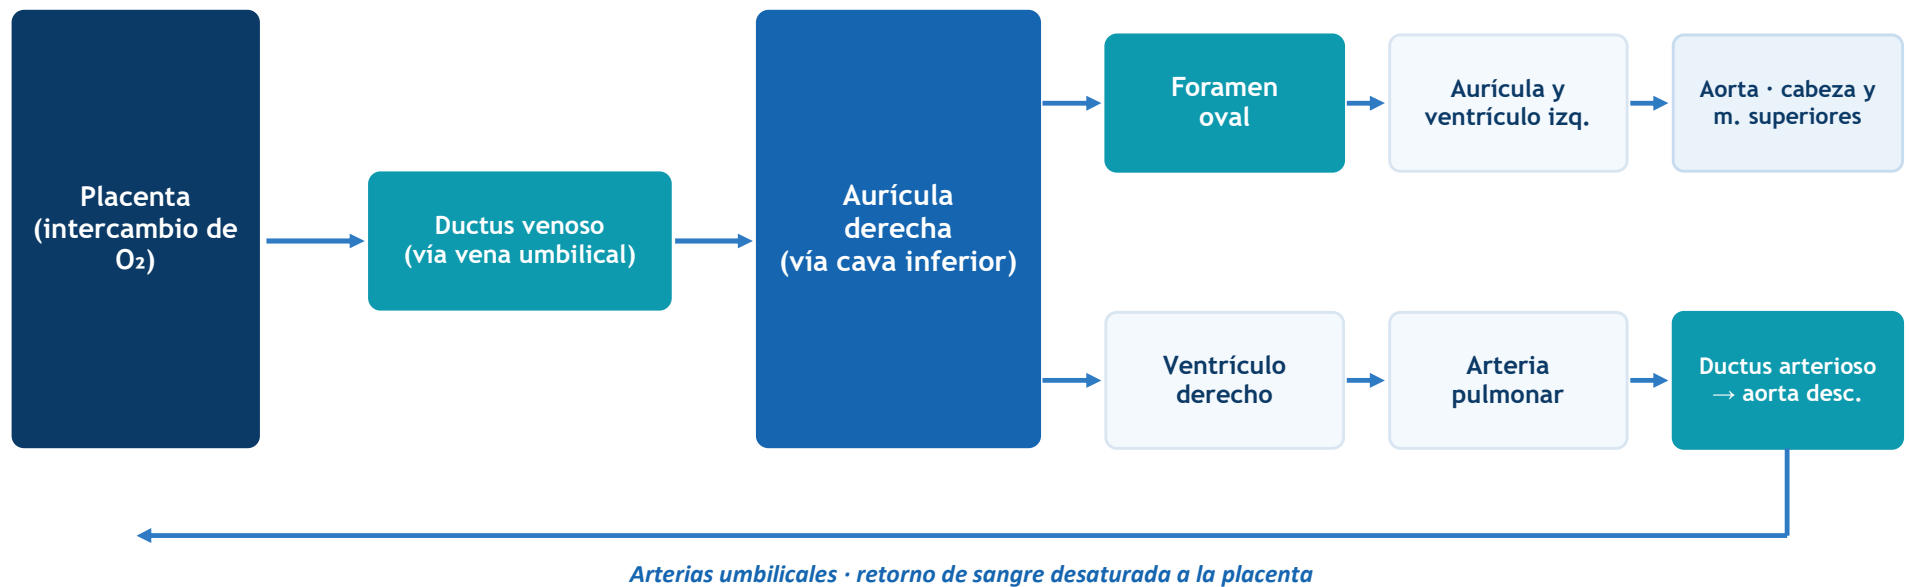 Placenta
(intercambio de
O₂)
Ductus venoso
(vía vena umbilical)
Aurícula
derecha
(vía cava inferior)
Foramen
oval
Aurícula y
ventrículo izq.
Aorta · cabeza y
m. superiores
Ventrículo
derecho
Arteria
pulmonar
Ductus arterioso
→ aorta desc.
Arterias umbilicales · retorno de sangre desaturada a la placenta